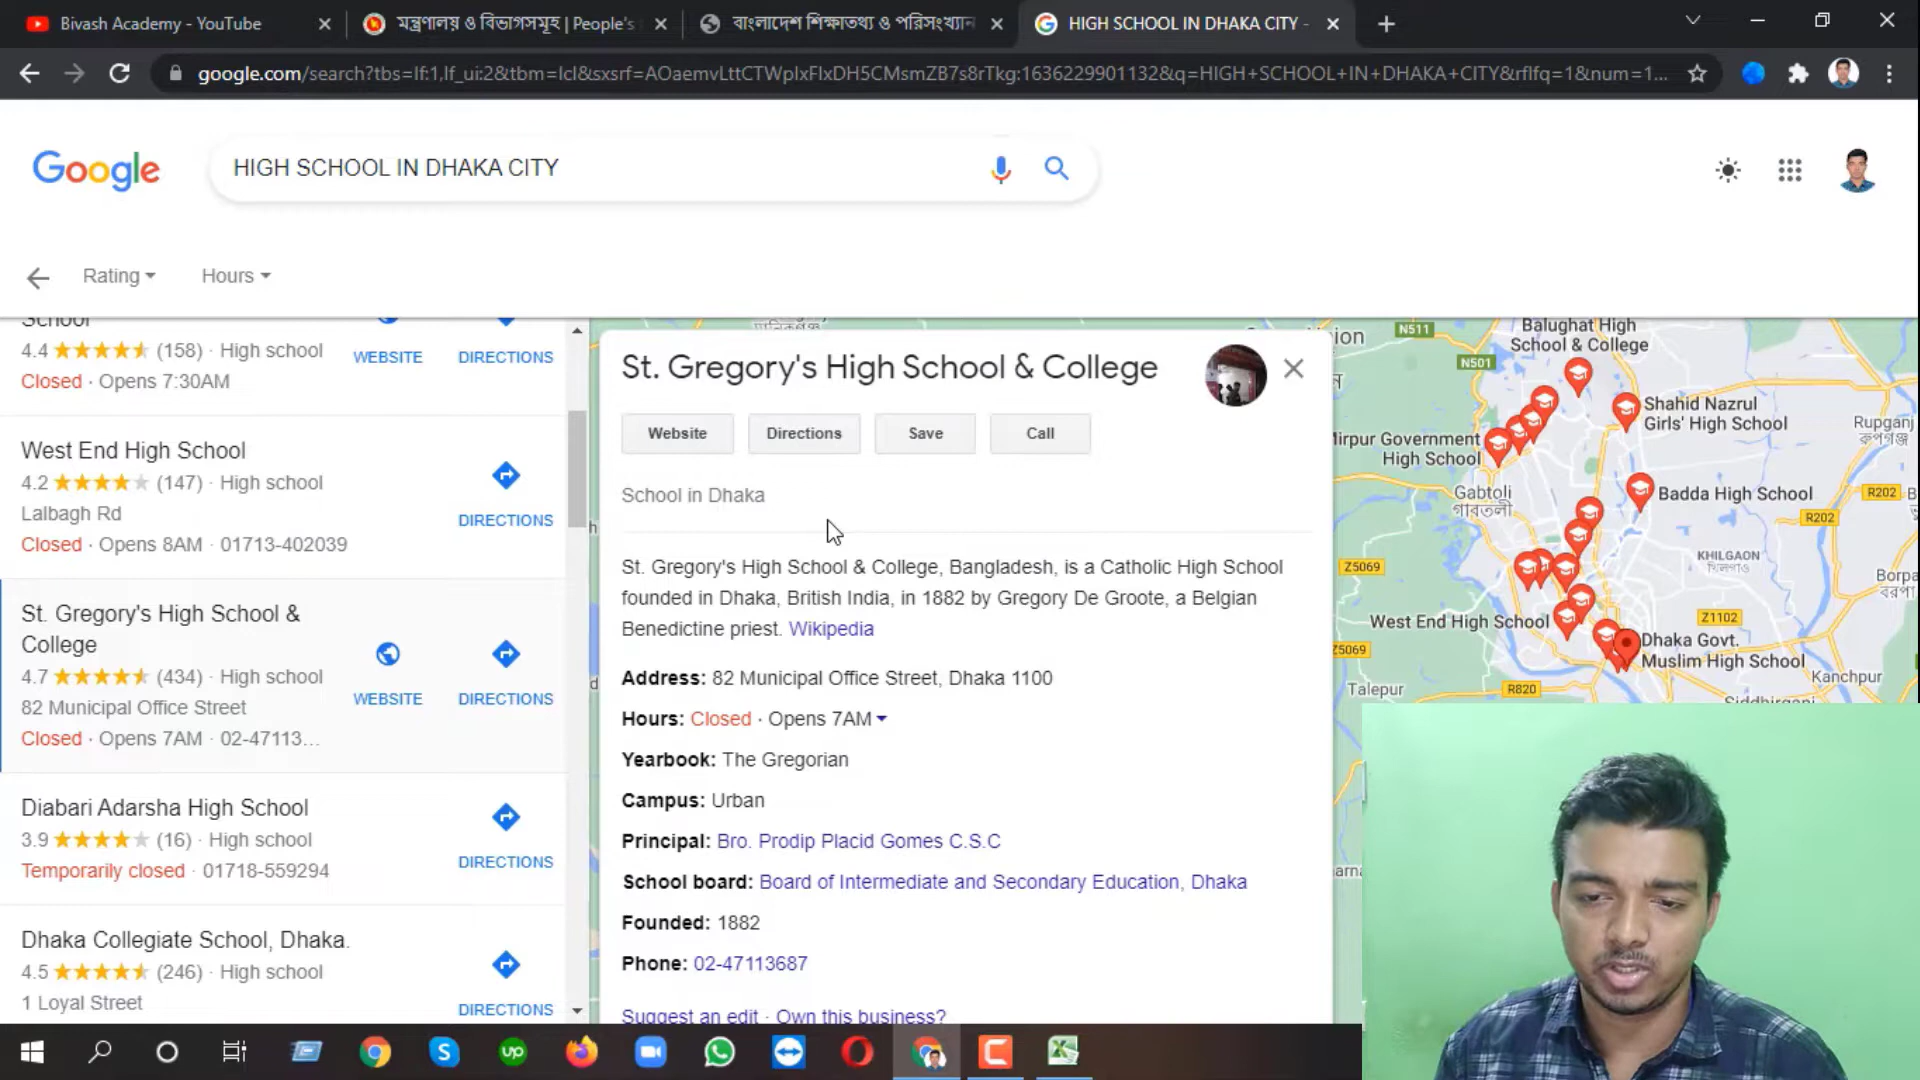 Bivash Academy - YouTube
মন্ত্রণালয় ও বিভাগসমূহ | People's
বাংলাদেশ শিক্ষাতথ্য ও পরিসংখ্যান
HIGH SCHOOL IN DHAKA CITY -
google.com/search?tbs=lf:1,lf_ui:2&tbm=lcl&sxsrf=AOaemvLttCTWpIxFIxDH5CMsmZB7s8rTkg:1636229901132&q=HIGH+SCHOOL+IN+DHAKA+CITY&rflfq=1&num=1...
Google
HIGH SCHOOL IN DHAKA CITY
Rating
Hours
School
4.4 (158) · High school
Closed · Opens 7:30AM
WEBSITE
DIRECTIONS
West End High School
4.2 (147) · High school
Lalbagh Rd
Closed · Opens 8AM · 01713-402039
DIRECTIONS
St. Gregory's High School &
College
4.7 (434) · High school
82 Municipal Office Street
Closed · Opens 7AM · 02-47113...
WEBSITE
DIRECTIONS
Diabari Adarsha High School
3.9 (16) · High school
Temporarily closed · 01718-559294
DIRECTIONS
Dhaka Collegiate School, Dhaka.
4.5 (246) · High school
1 Loyal Street
DIRECTIONS
St. Gregory's High School & College
Website
Directions
Save
Call
School in Dhaka
St. Gregory's High School & College, Bangladesh, is a Catholic High School
founded in Dhaka, British India, in 1882 by Gregory De Groote, a Belgian
Benedictine priest. Wikipedia
Address: 82 Municipal Office Street, Dhaka 1100
Hours: Closed · Opens 7AM
Yearbook: The Gregorian
Campus: Urban
Principal: Bro. Prodip Placid Gomes C.S.C
School board: Board of Intermediate and Secondary Education, Dhaka
Founded: 1882
Phone: 02-47113687
Suggest an edit · Own this business?
N511
Balughat High
School & College
N501
Shahid Nazrul
Girls' High School
Rupganj
রূপগঞ্জ
Mirpur Government
High School
Gabtoli
গাবতলী
Badda High School
R202
R202
Z5069
KHILGAON
খিলগাঁও
Z1102
West End High School
Z5069
Dhaka Govt.
Muslim High School
Talepur
R820
Kanchpur
up